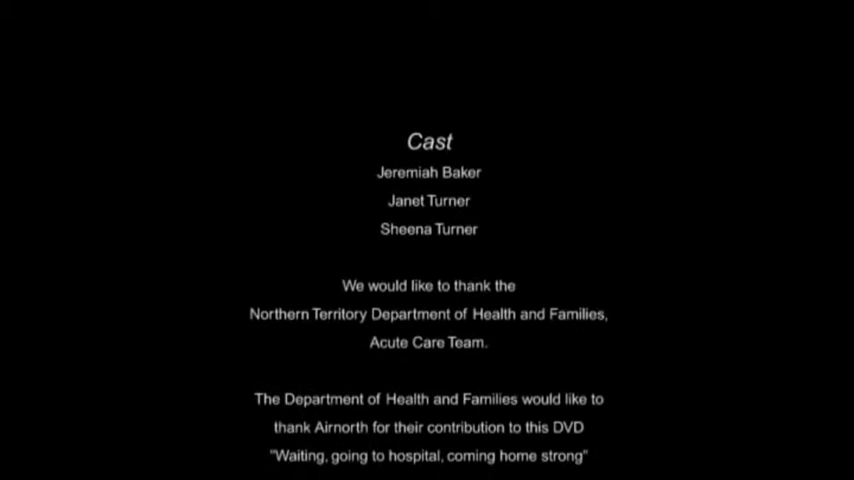 Cast
Jeremiah Baker
Janet Turner
Sheena Turner
We would like to thank the
Northern Territory Department of Health and Families,
Acute Care Team.
The Department of Health and Families would like to
thank Airnorth for their contribution to this DVD
"Waiting, going to hospital, coming home strong"